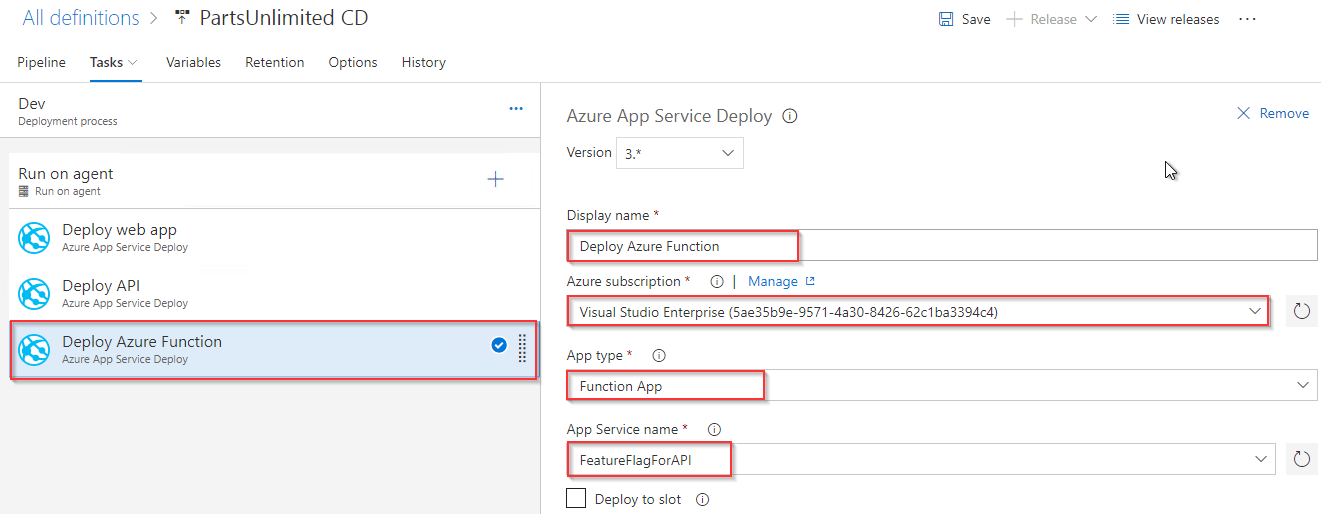 All definitions > PartsUnlimited CD
Save
Release
View releases
Pipeline
Tasks
Variables
Retention
Options
History
Dev
Deployment process
Run on agent
Run on agent
Deploy web app
Azure App Service Deploy
Deploy API
Azure App Service Deploy
Deploy Azure Function
Azure App Service Deploy
Azure App Service Deploy
Remove
Version 3.*
Display name *
Deploy Azure Function
Azure subscription * | Manage
Visual Studio Enterprise (5ae35b9e-9571-4a30-8426-62c1ba3394c4)
App type *
Function App
App Service name *
FeatureFlagForAPI
Deploy to slot